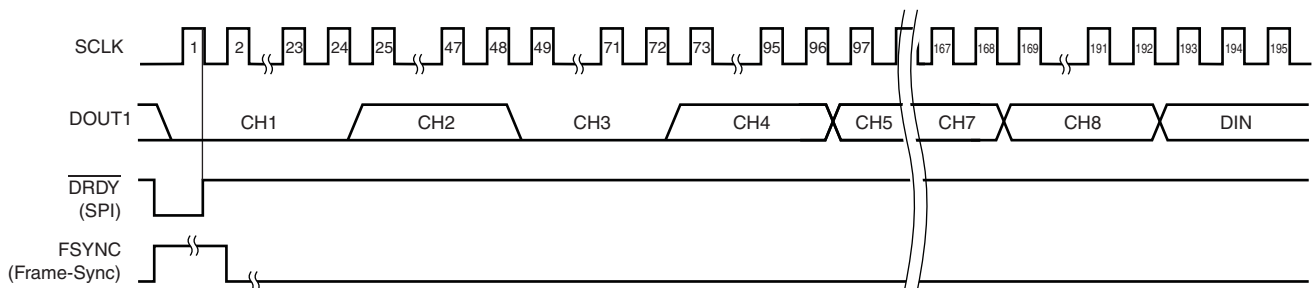 SCLK 1 2 23 24 25 47 48 49 71 72 73 95 96 97 167 168 169 191 192 193 194 195
DOUT1 CH1 CH2 CH3 CH4 CH5 CH7 CH8 DIN
DRDY
(SPI)
FSYNC
(Frame-Sync)